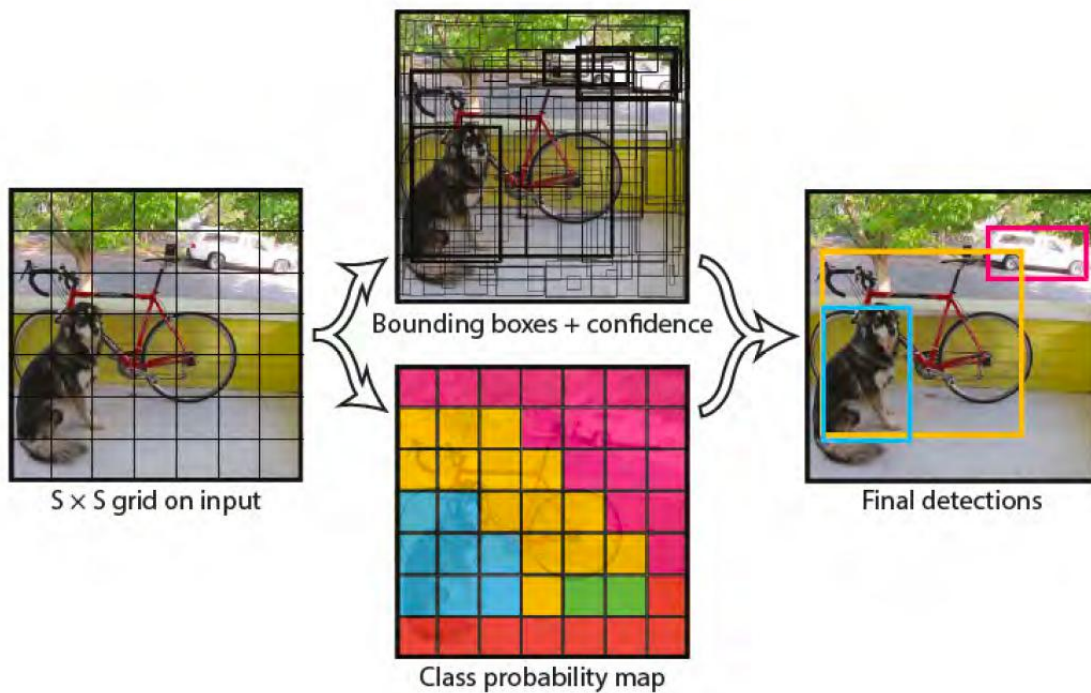 Bounding boxes + confidence
S × S grid on input
Final detections
Class probability map